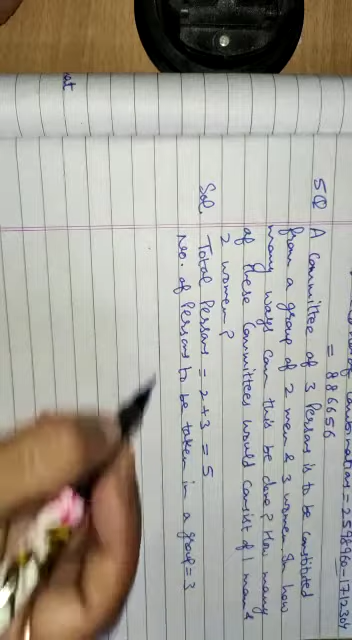 = 2598960 - 1712304
= 886656
5Q A committee of 3 Persons is to be constituted
from a group of 2 men & 3 women In how
many ways can this be done? How many
of these Committees would consist of 1 man &
2 women?
Sol. Total Persons = 2+3 = 5
No. of Persons to be taken in a group = 3